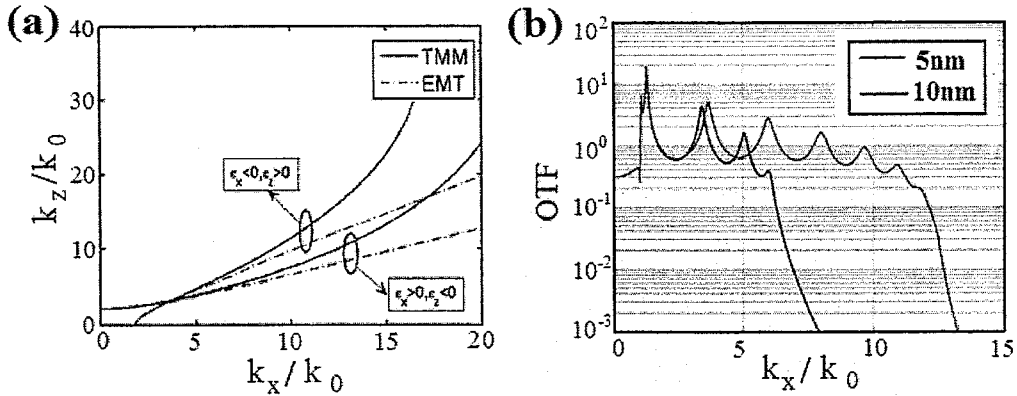 (a)
40
30
20
10
0
k_z/k_0
TMM
EMT
ε_x<0,ε_z>0
ε_x>0,ε_z<0
0 5 10 15 20
k_x/k_0
(b)
10^2
10^1
10^0
10^-1
10^-2
10^-3
OTF
5nm
10nm
0 5 10 15
k_x/k_0